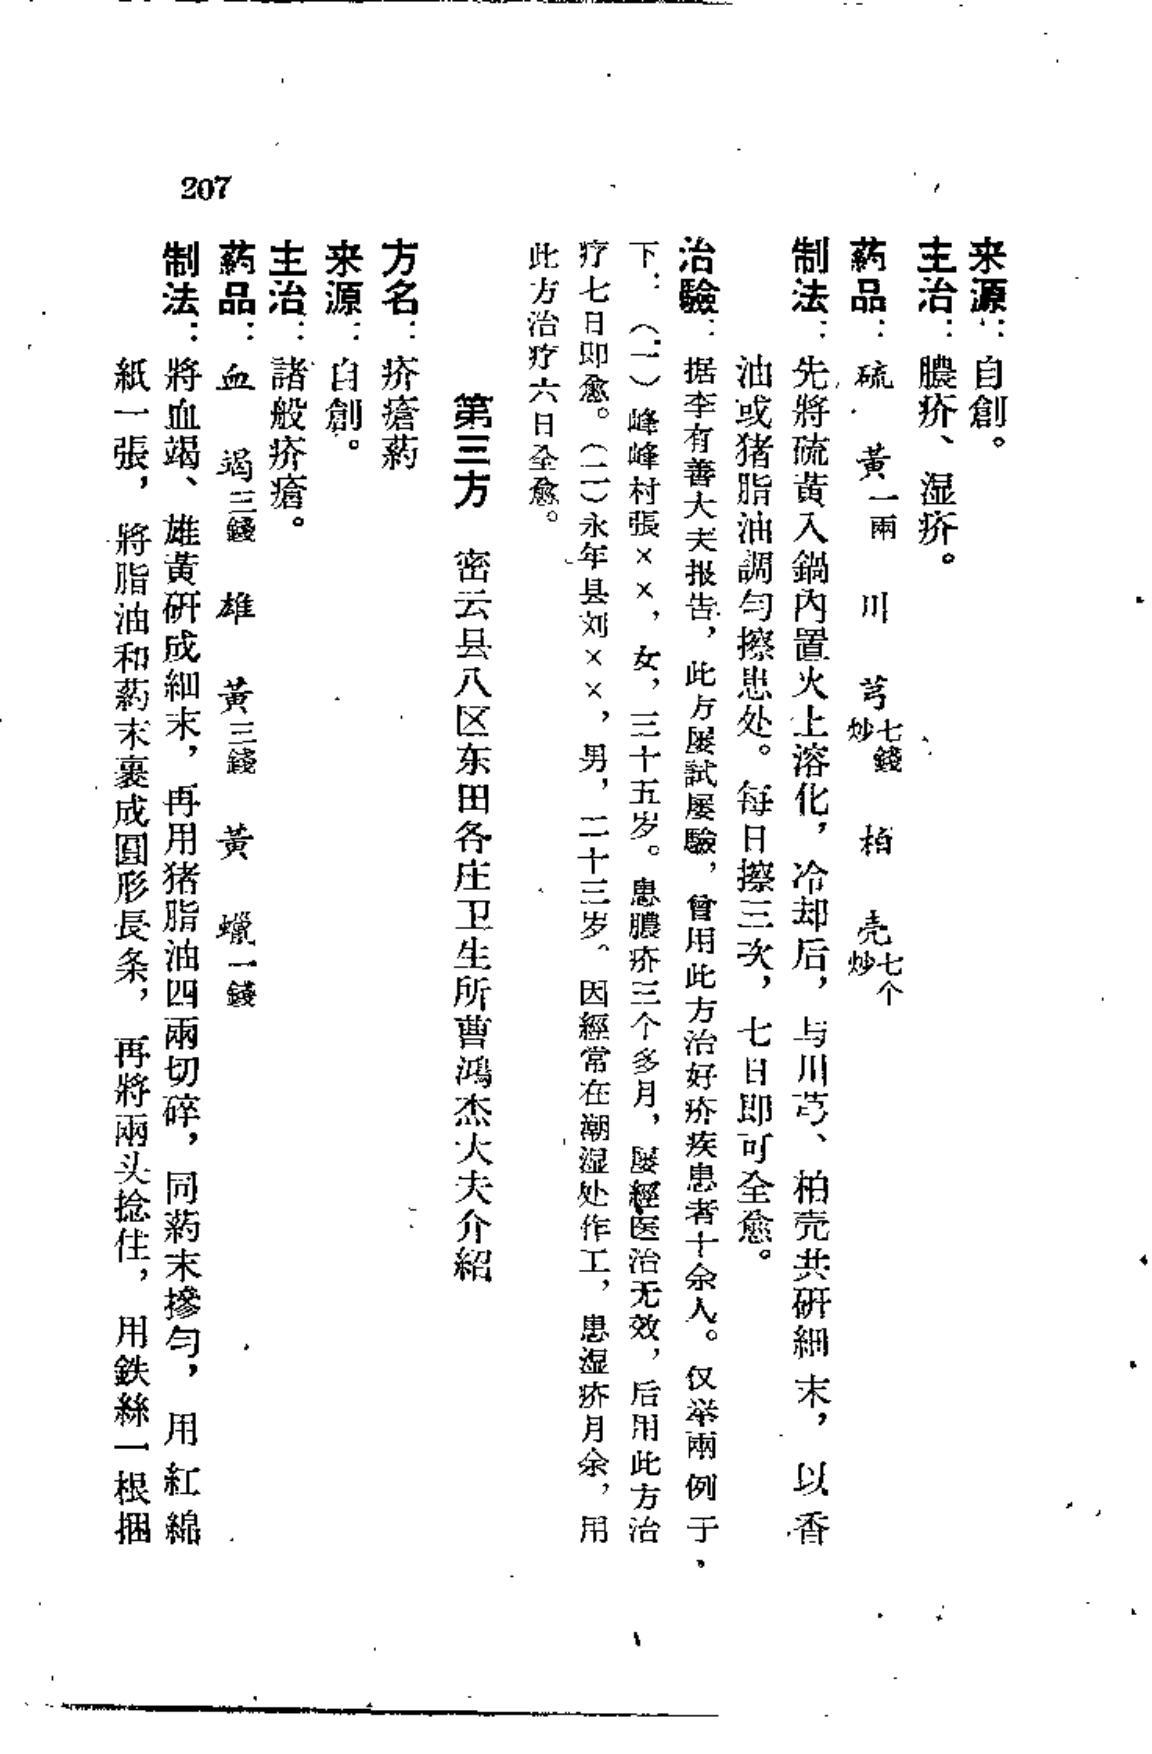 207
来源：自創。
主治：膿疥、湿疥。
葯品：硫黃一兩　川芎七錢炒　柏壳七个炒
制法：先將硫黃入鍋內置火上溶化，冷却后，与川芎、柏壳共研細末，以香
油或猪脂油調匀擦患处。每日擦三次，七日即可全愈。
治驗：据李有善大夫报告，此方屡試屡驗，曾用此方治好疥疾患者十余人。仅举兩例于
下：（一）峰峰村張××，女，三十五岁。患膿疥三个多月，屡經医治无效，后用此方治
疗七日即愈。（二）永年县刘××，男，二十三岁。因經常在潮湿处作工，患湿疥月余，用
此方治疗六日全愈。
第三方　密云县八区东田各庄卫生所曹鴻杰大夫介紹
方名：疥瘡葯
来源：自創。
主治：諸般疥瘡。
葯品：血竭三錢　雄黃三錢　黃蠟一錢
制法：將血竭、雄黃研成細末，再用猪脂油四兩切碎，同葯末摻匀，用紅綿
紙一張，將脂油和葯末裹成圓形長条，再將兩头捻住，用鉄絲一根捆